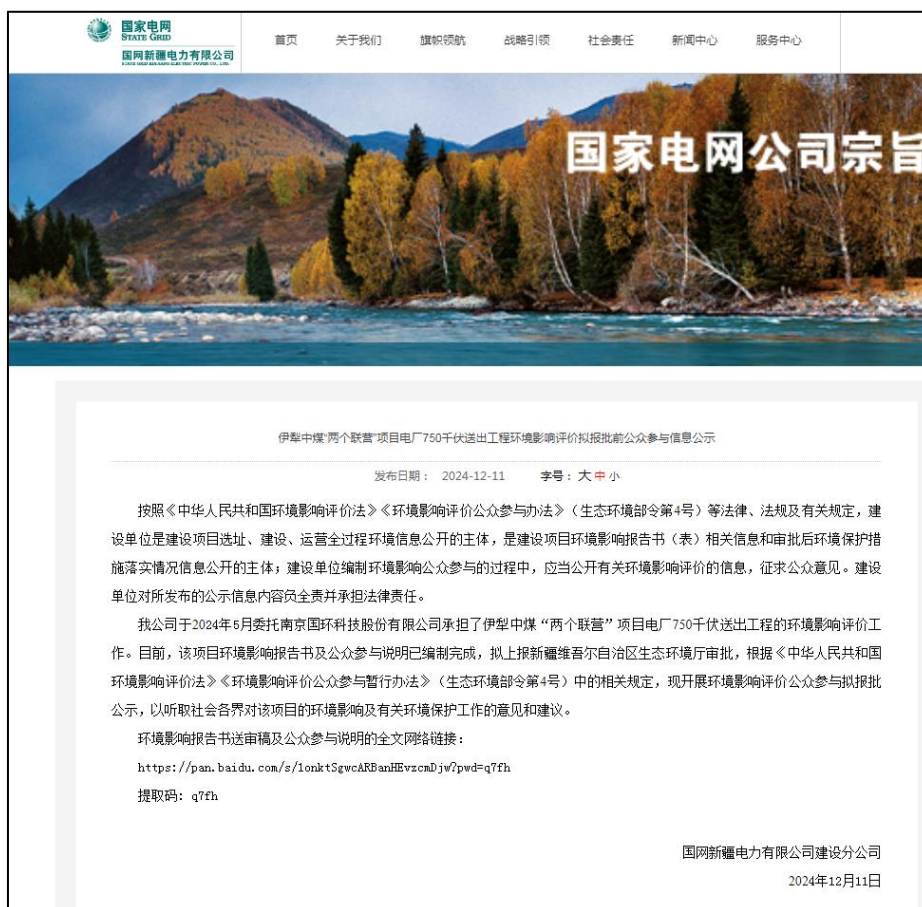 国家电网
STATE GRID
国网新疆电力有限公司
STATE GRID XINJIANG ELECTRIC POWER CO., LTD.
首页 关于我们 旗帜领航 战略引领 社会责任 新闻中心 服务中心
国家电网公司宗旨
伊犁中煤“两个联营”项目电厂750千伏送出工程环境影响评价拟报批前公众参与信息公示
发布日期： 2024-12-11 字号：大 中 小
按照《中华人民共和国环境影响评价法》《环境影响评价公众参与办法》（生态环境部令第4号）等法律、法规及有关规定，建
设单位是建设项目选址、建设、运营全过程环境信息公开的主体，是建设项目环境影响报告书（表）相关信息和审批后环境保护措
施落实情况信息公开的主体；建设单位编制环境影响公众参与的过程中，应当公开有关环境影响评价的信息，征求公众意见。建设
单位对所发布的公示信息内容负全责并承担法律责任。
我公司于2024年5月委托南京国环科技股份有限公司承担了伊犁中煤“两个联营”项目电厂750千伏送出工程的环境影响评价工
作。目前，该项目环境影响报告书及公众参与说明已编制完成，拟上报新疆维吾尔自治区生态环境厅审批，根据《中华人民共和国
环境影响评价法》《环境影响评价公众参与暂行办法》（生态环境部令第4号）中的相关规定，现开展环境影响评价公众参与拟报批
公示，以听取社会各界对该项目的环境影响及有关环境保护工作的意见和建议。
环境影响报告书送审稿及公众参与说明的全文网络链接：
https://pan.baidu.com/s/1onktSgwcARBanHEvzcmDjw?pwd=q7fh
提取码: q7fh
国网新疆电力有限公司建设分公司
2024年12月11日